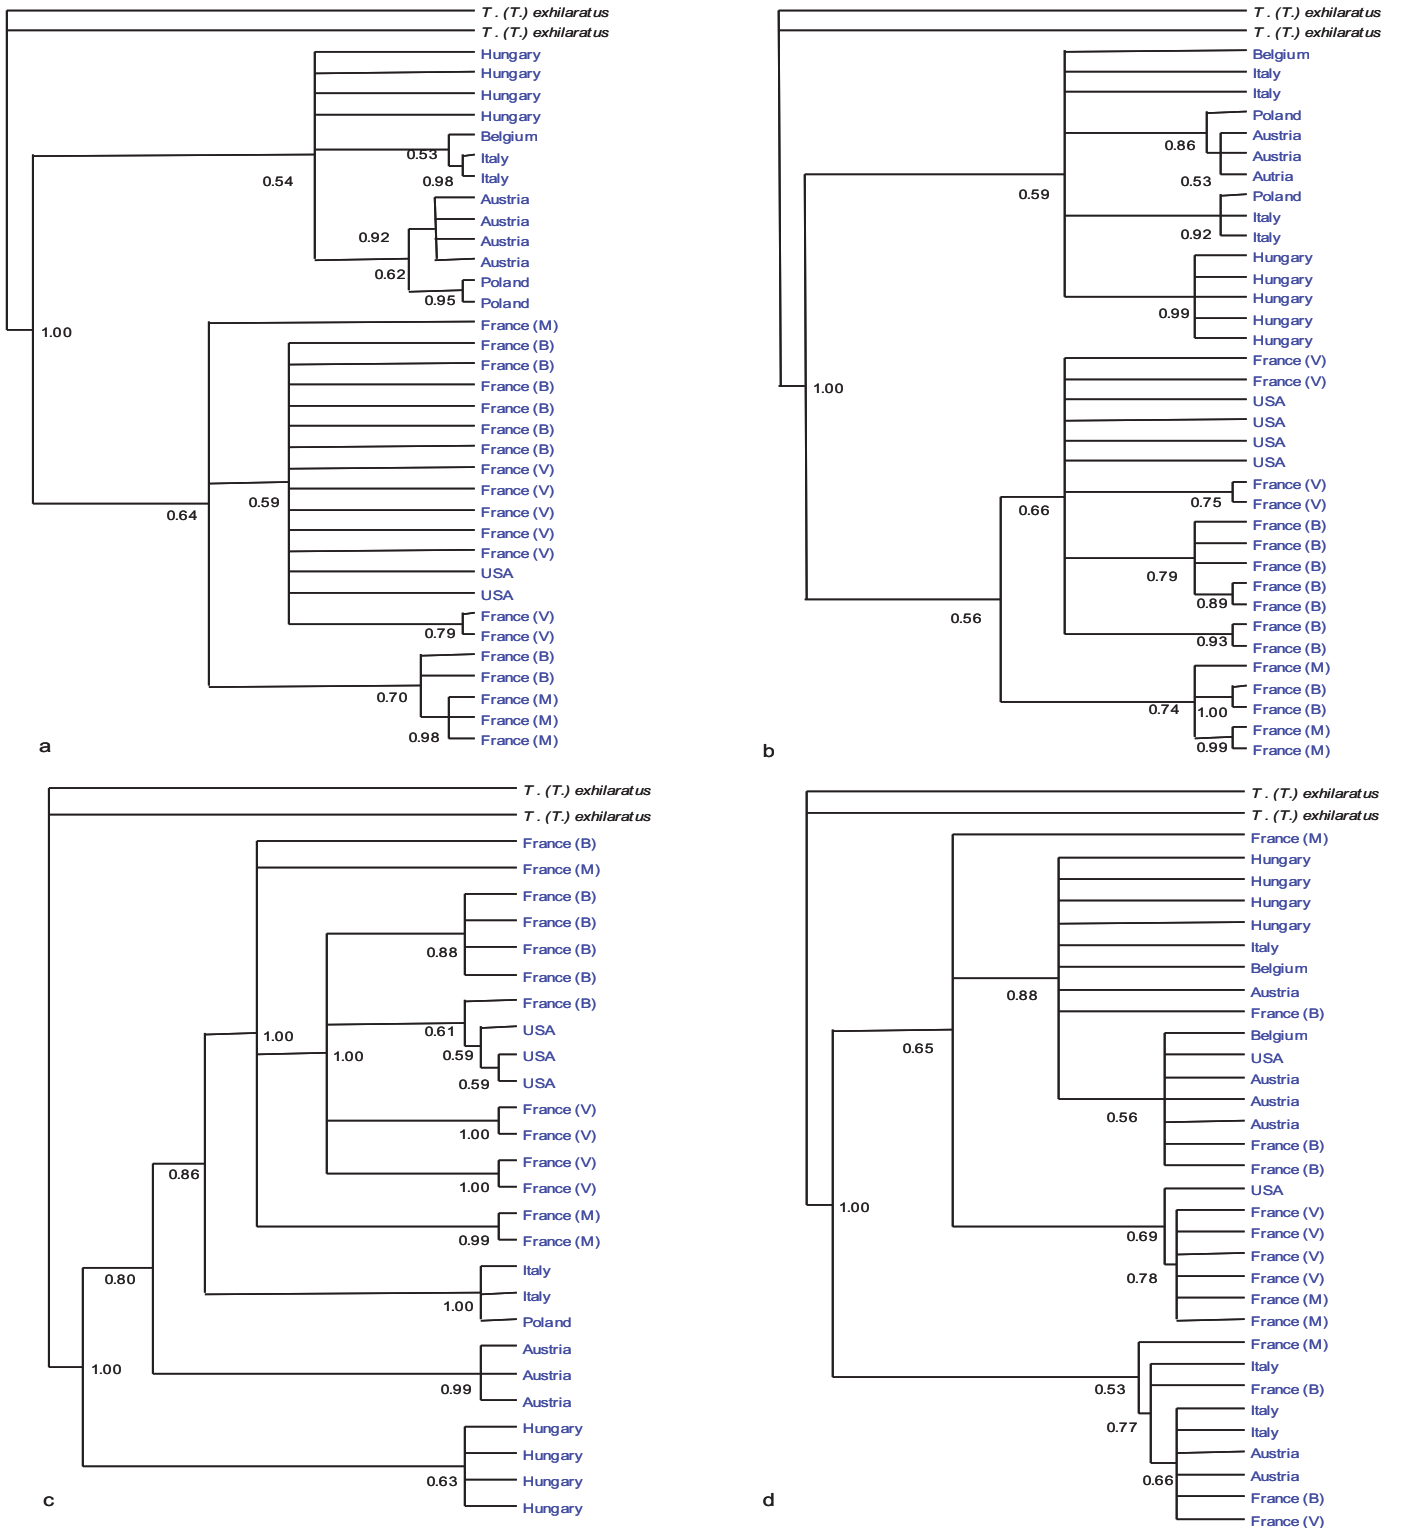 T . (T.) exhilaratus
T . (T.) exhilaratus
Hungary
Hungary
Hungary
Hungary
Belgium
0.53
Italy
Italy
0.98
0.54
Austria
Austria
0.92
Austria
Austria
0.62
Poland
0.95
Poland
France (M)
1.00
France (B)
France (B)
France (B)
France (B)
France (B)
France (B)
France (V)
France (V)
0.59
0.64
France (V)
France (V)
France (V)
USA
USA
France (V)
0.79
France (V)
France (B)
France (B)
0.70
France (M)
France (M)
0.98
France (M)
a
T . (T.) exhilaratus
T . (T.) exhilaratus
Belgium
Italy
Italy
Poland
Austria
0.86
Austria
Autria
0.53
0.59
Poland
Italy
0.92
Italy
Hungary
Hungary
Hungary
0.99
Hungary
Hungary
France (V)
France (V)
1.00
USA
USA
USA
USA
France (V)
0.75
France (V)
0.66
France (B)
France (B)
France (B)
0.79
France (B)
0.89
France (B)
0.56
France (B)
0.93
France (B)
France (M)
France (B)
0.74
1.00
France (B)
France (M)
0.99
France (M)
b
T . (T.) exhilaratus
T . (T.) exhilaratus
France (B)
France (M)
France (B)
France (B)
France (B)
0.88
France (B)
France (B)
0.61
USA
1.00
0.59
USA
1.00
0.59
USA
France (V)
1.00
France (V)
France (V)
0.86
1.00
France (V)
France (M)
0.99
France (M)
Italy
0.80
Italy
1.00
Poland
Austria
1.00
Austria
0.99
Austria
Hungary
Hungary
0.63
Hungary
Hungary
c
T . (T.) exhilaratus
T . (T.) exhilaratus
France (M)
Hungary
Hungary
Hungary
Hungary
Italy
Belgium
0.88
Austria
France (B)
Belgium
0.65
USA
Austria
Austria
0.56
Austria
France (B)
France (B)
USA
1.00
France (V)
0.69
France (V)
France (V)
0.78
France (V)
France (M)
France (M)
France (M)
Italy
0.53
France (B)
Italy
0.77
Italy
Austria
0.66
Austria
France (B)
France (V)
d